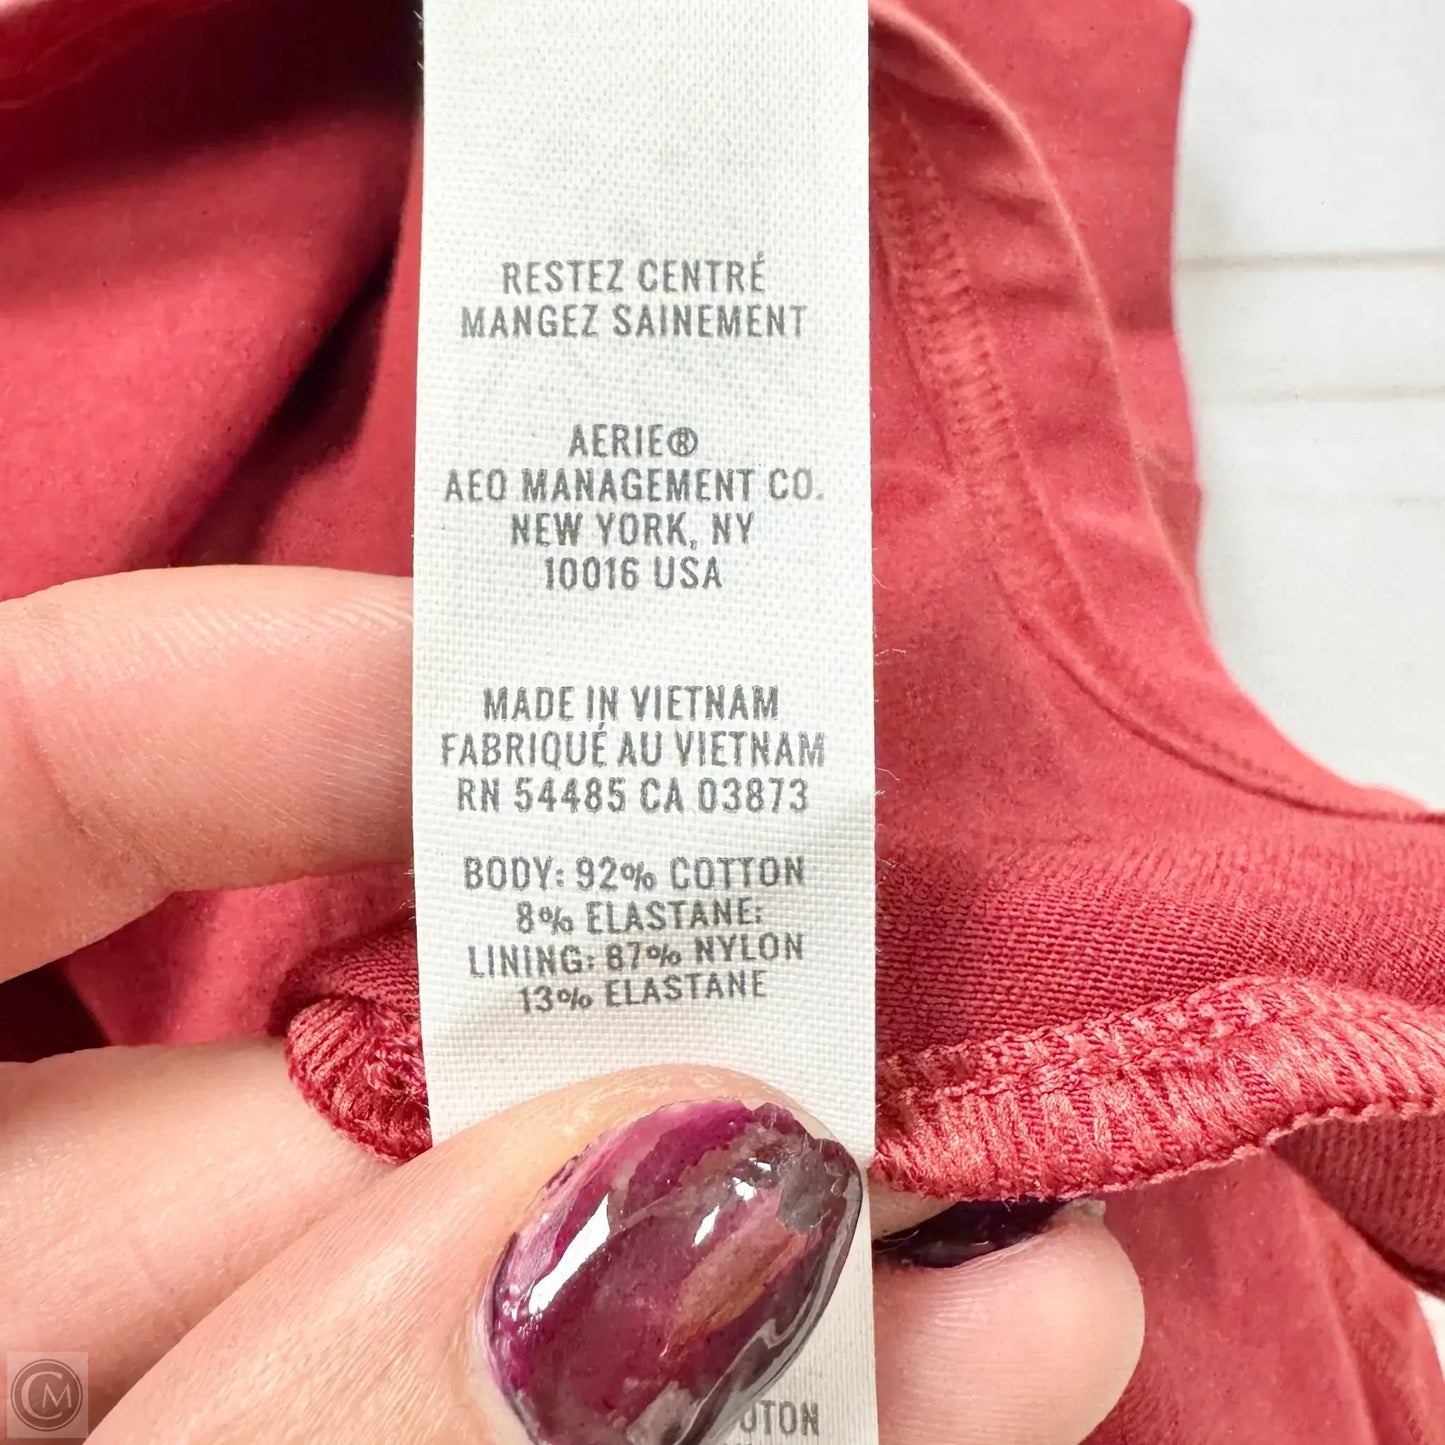 RESTEZ CENTRÉ
MANGEZ SAINEMENT
AERIE®
AEO MANAGEMENT CO.
NEW YORK, NY
10016 USA
MADE IN VIETNAM
FABRIQUÉ AU VIETNAM
RN 54485 CA 03873
BODY: 92% COTTON
8% ELASTANE;
LINING: 87% NYLON
13% ELASTANE
CM